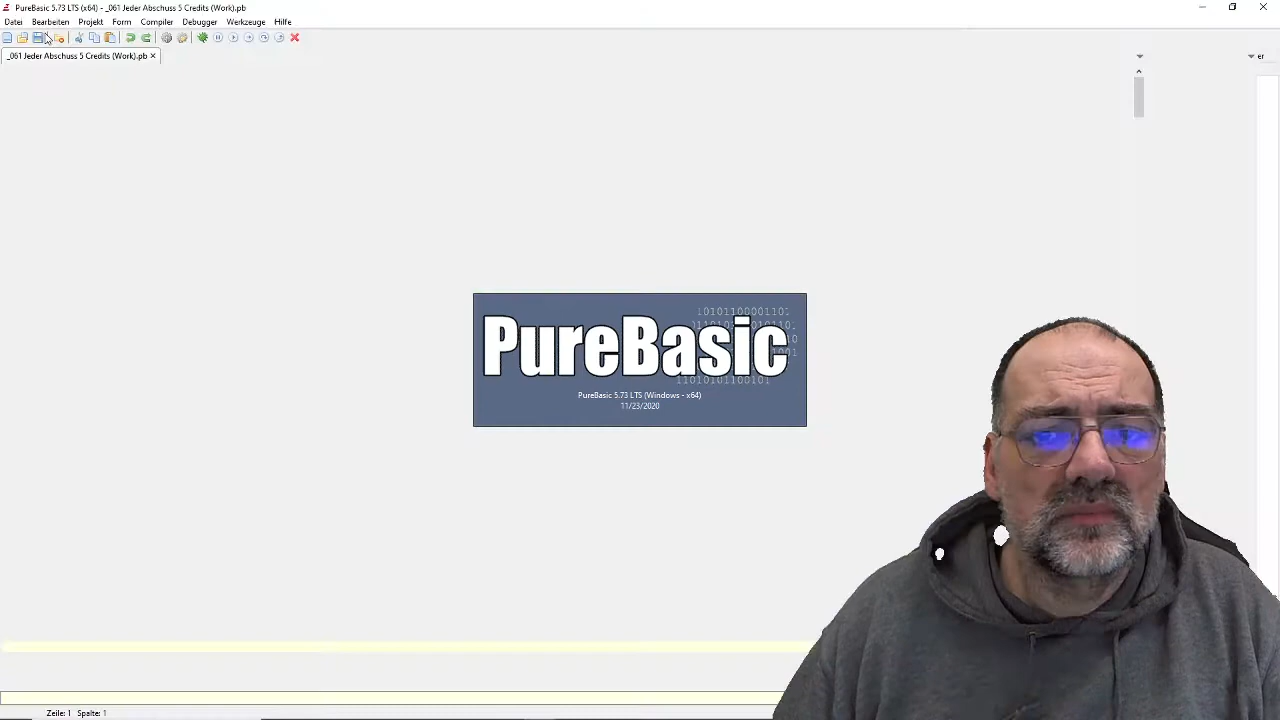 PureBasic 5.73 LTS (x64) - _061 Jeder Abschuss 5 Credits (Work).pb
Datei Bearbeiten Projekt Form Compiler Debugger Werkzeuge Hilfe
_061 Jeder Abschuss 5 Credits (Work).pb
er
PureBasic
PureBasic 5.73 LTS (Windows - x64)
11/23/2020
Zeile: 1 Spalte: 1